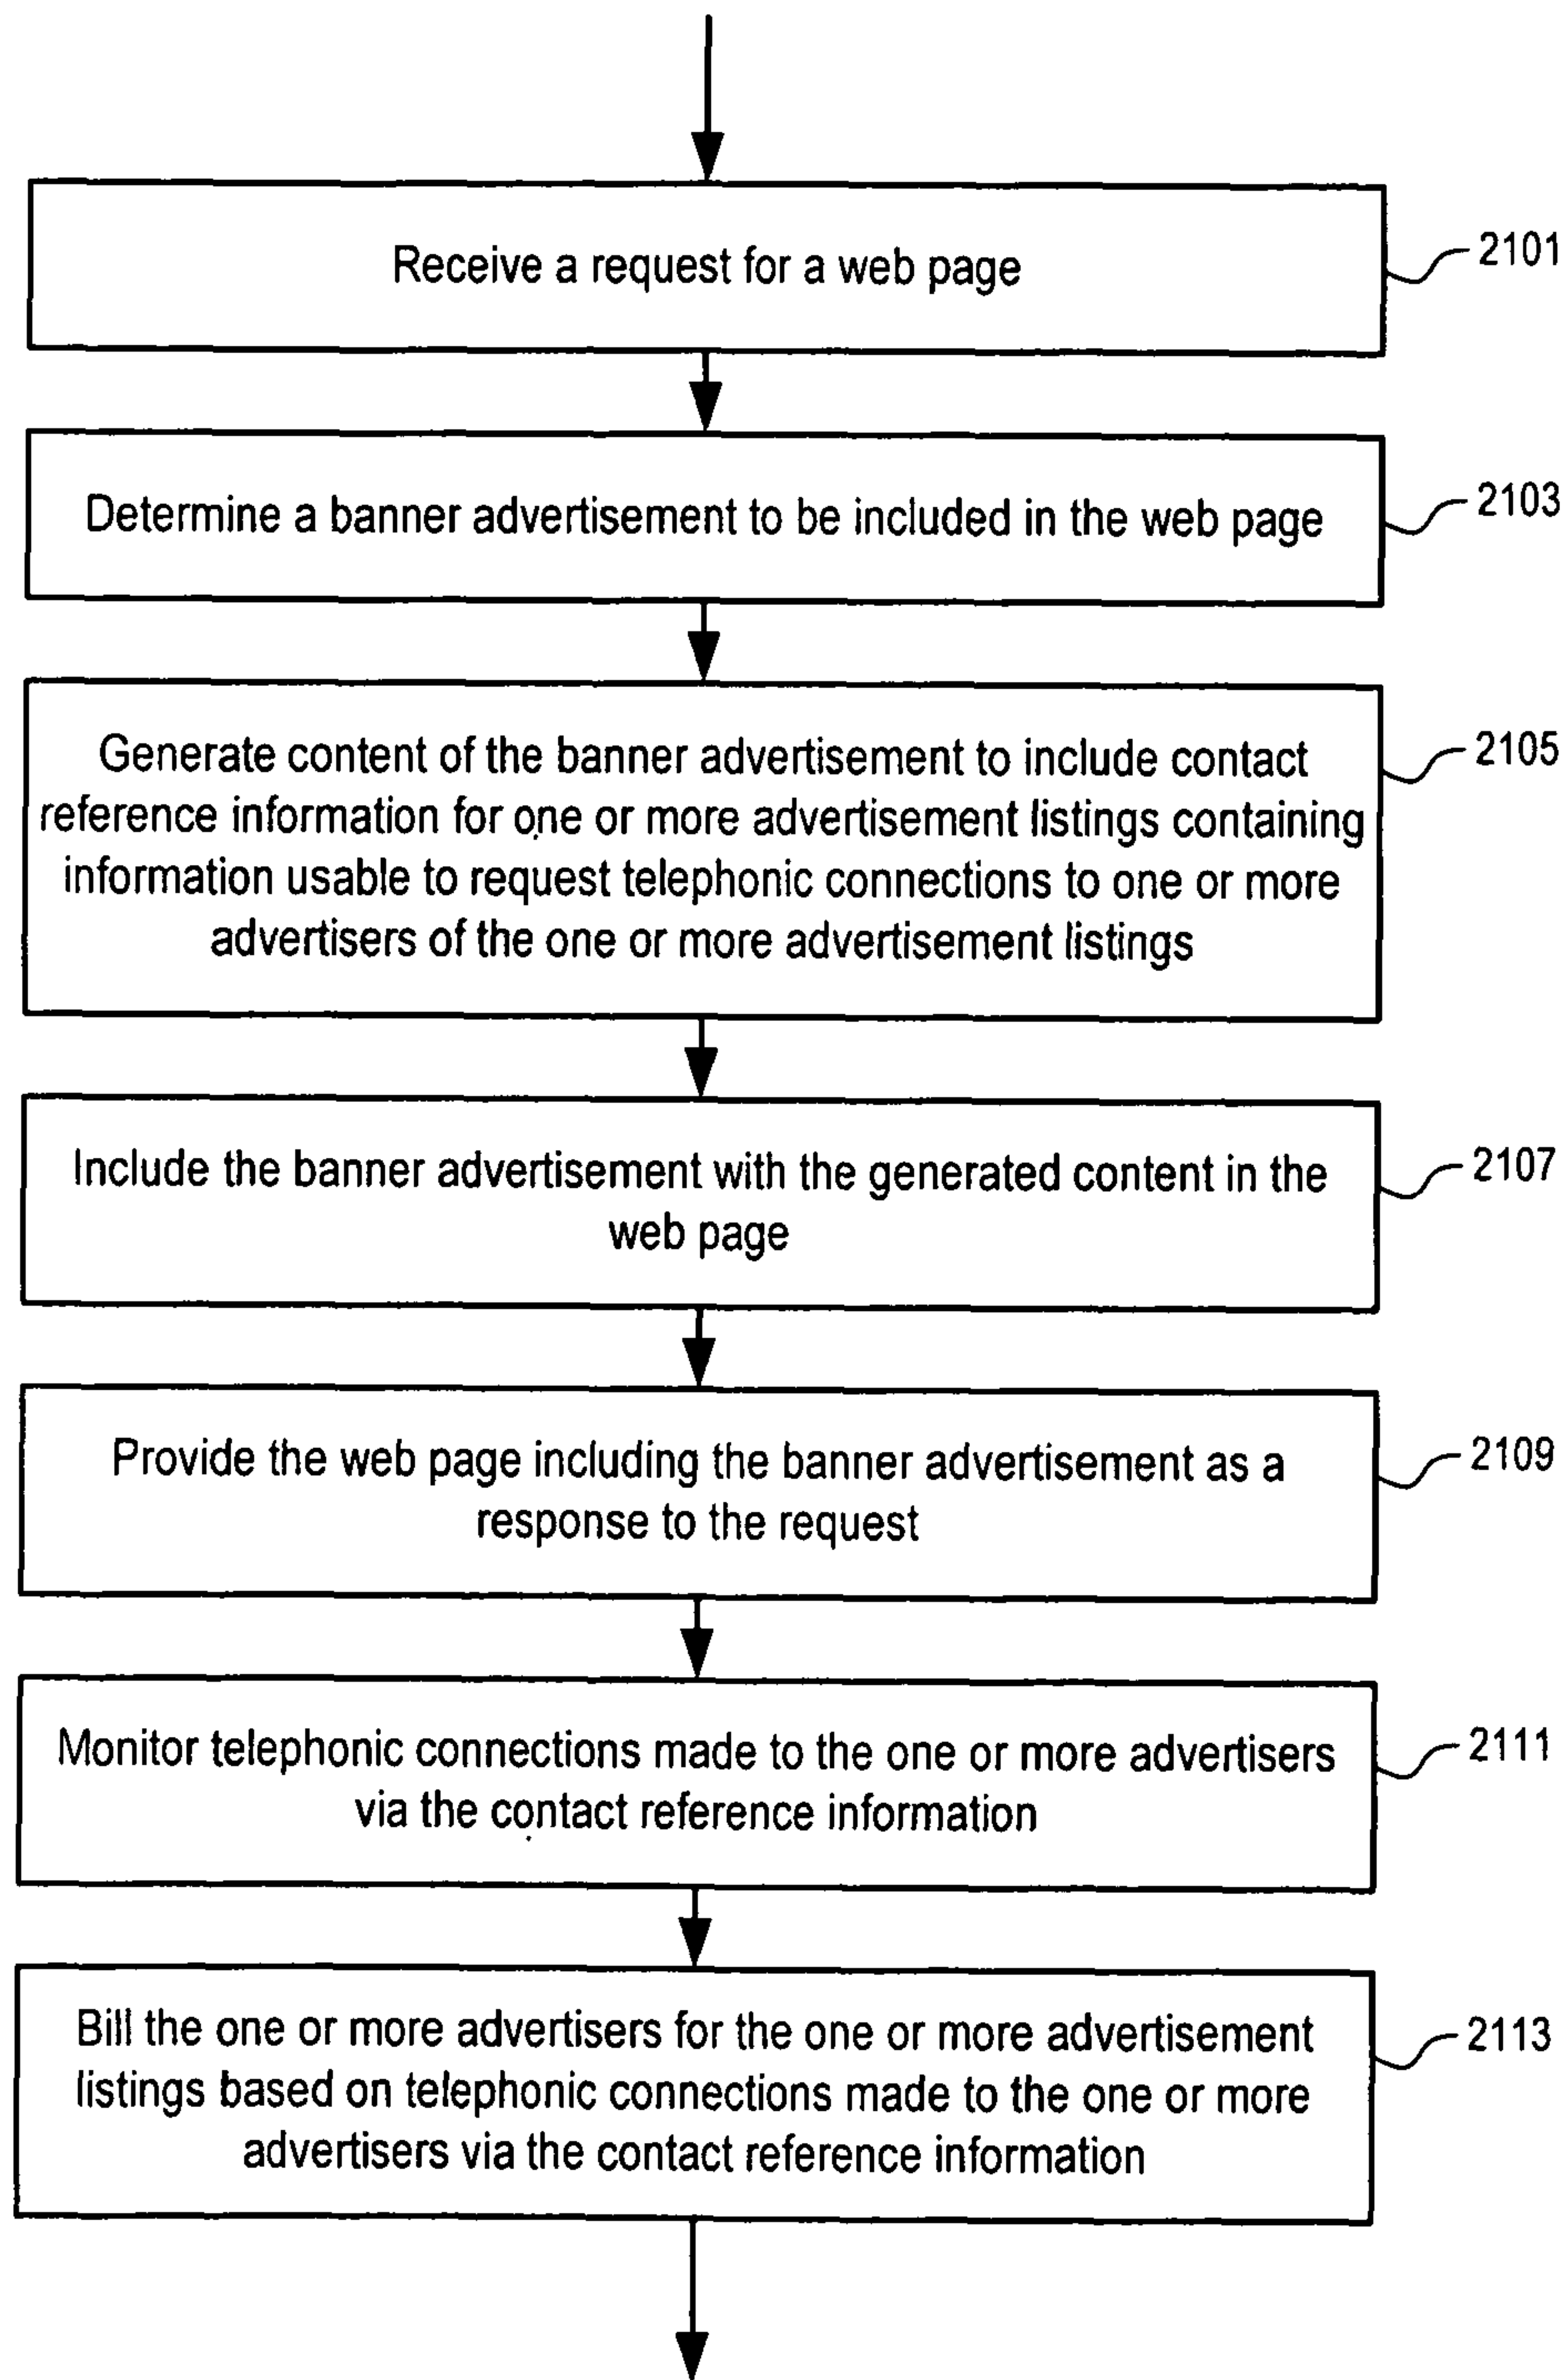 Receive a request for a web page
2101
Determine a banner advertisement to be included in the web page
2103
Generate content of the banner advertisement to include contact
reference information for one or more advertisement listings containing
information usable to request telephonic connections to one or more
advertisers of the one or more advertisement listings
2105
Include the banner advertisement with the generated content in the
web page
2107
Provide the web page including the banner advertisement as a
response to the request
2109
Monitor telephonic connections made to the one or more advertisers
via the contact reference information
2111
Bill the one or more advertisers for the one or more advertisement
listings based on telephonic connections made to the one or more
advertisers via the contact reference information
2113